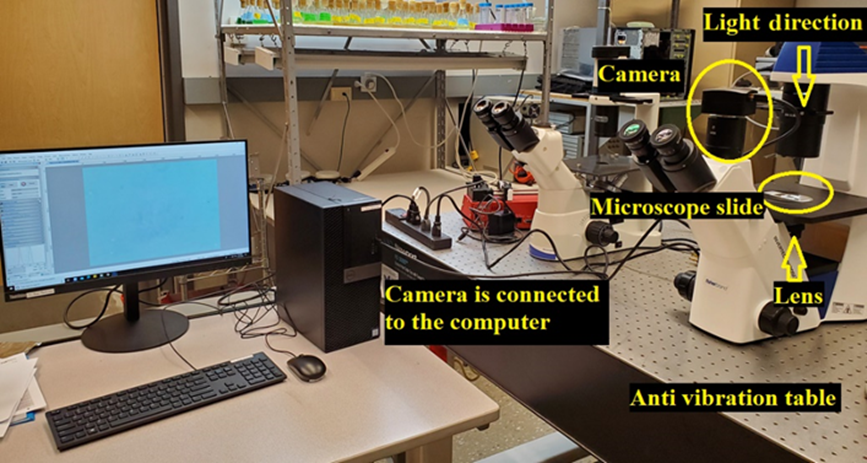 Light direction
Camera
Microscope slide
Camera is connected
to the computer
Lens
Anti vibration table